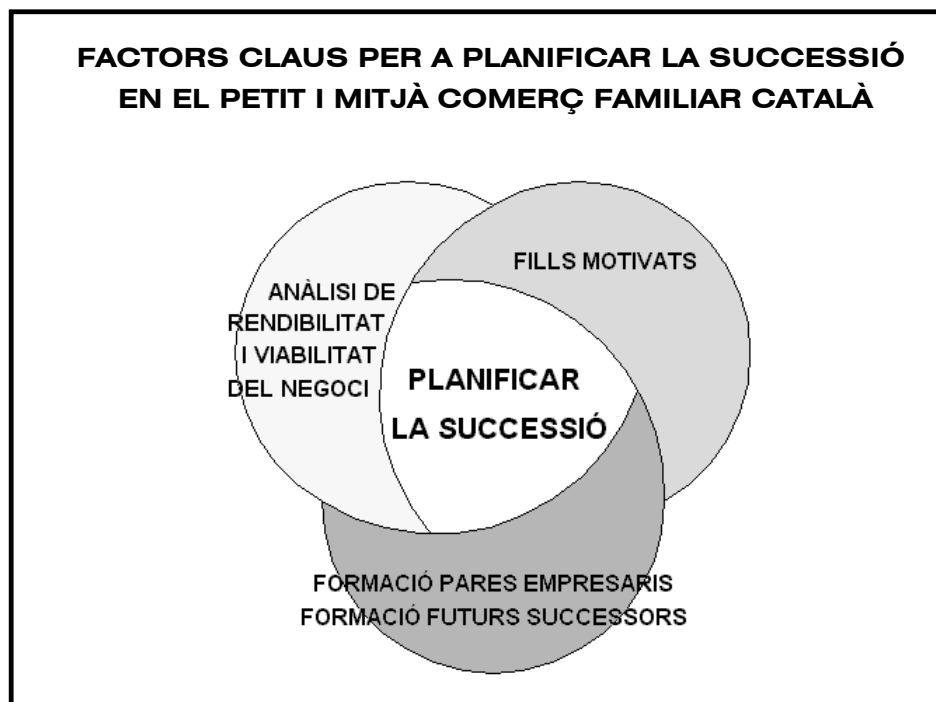 FACTORS CLAUS PER A PLANIFICAR LA SUCCESSIÓ
EN EL PETIT I MITJÀ COMERÇ FAMILIAR CATALÀ
FILLS MOTIVATS
ANÀLISI DE
RENDIBILITAT
I VIABILITAT
DEL NEGOCI
PLANIFICAR
LA SUCCESSIÓ
FORMACIÓ PARES EMPRESARIS
FORMACIÓ FUTURS SUCCESSORS